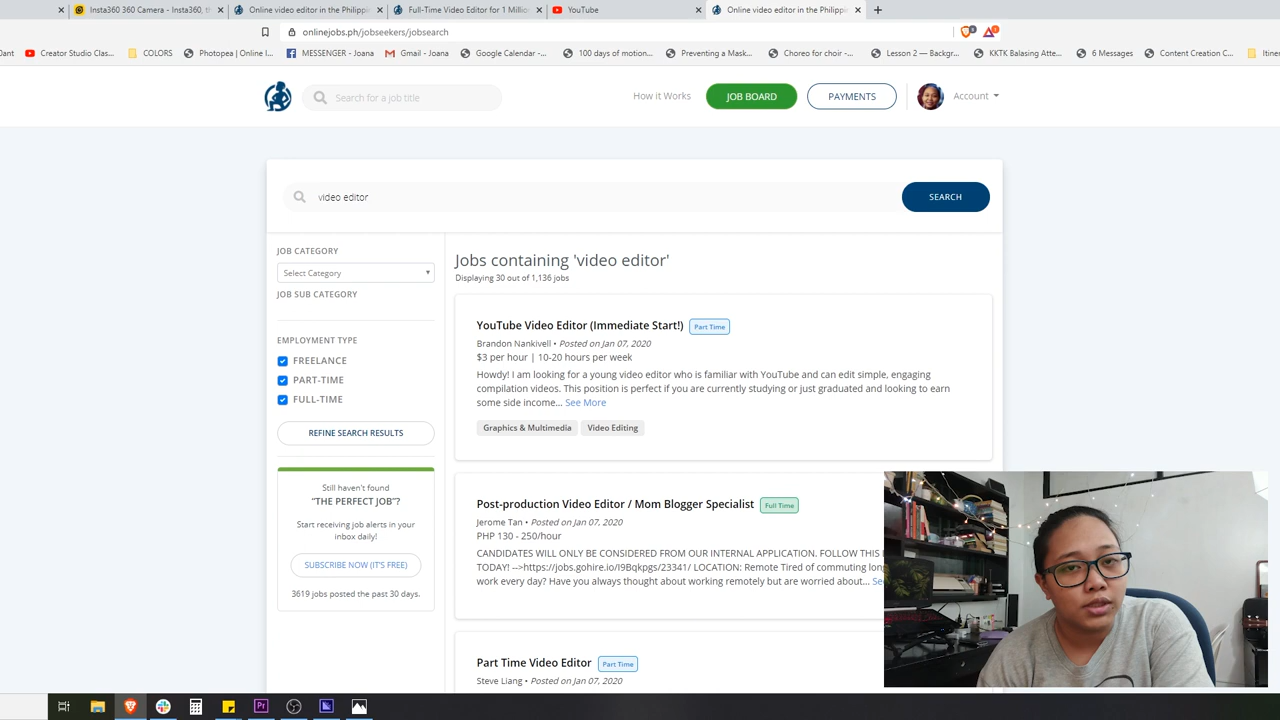 Insta360 360 Camera – Insta360, th
Online video editor in the Philippi
Full-Time Video Editor for 1 Millio
YouTube
Online video editor in the Philippi
onlinejobs.ph/jobseekers/jobsearch
Creator Studio Clas...
COLORS
Photopea | Online I...
MESSENGER - Joana
Gmail - Joana
Google Calendar -...
100 days of motion...
Preventing a Mask...
Choreo for choir -...
Lesson 2 — Backgr...
KKTK Balasing Atte...
6 Messages
Content Creation C...
Search for a job title
How it Works
JOB BOARD
PAYMENTS
Account
video editor
SEARCH
JOB CATEGORY
Select Category
JOB SUB CATEGORY
EMPLOYMENT TYPE
FREELANCE
PART-TIME
FULL-TIME
REFINE SEARCH RESULTS
Still haven't found
"THE PERFECT JOB"?
Start receiving job alerts in your
inbox daily!
SUBSCRIBE NOW (IT'S FREE)
3619 jobs posted the past 30 days.
Jobs containing 'video editor'
Displaying 30 out of 1,136 jobs
YouTube Video Editor (Immediate Start!) Part Time
Brandon Nankivell • Posted on Jan 07, 2020
$3 per hour | 10-20 hours per week
Howdy! I am looking for a young video editor who is familiar with YouTube and can edit simple, engaging
compilation videos. This position is perfect if you are currently studying or just graduated and looking to earn
some side income... See More
Graphics & Multimedia Video Editing
Post-production Video Editor / Mom Blogger Specialist Full Time
Jerome Tan • Posted on Jan 07, 2020
PHP 130 - 250/hour
CANDIDATES WILL ONLY BE CONSIDERED FROM OUR INTERNAL APPLICATION. FOLLOW THIS
TODAY! -->https://jobs.gohire.io/I9Bqkpgs/23341/ LOCATION: Remote Tired of commuting lon
work every day? Have you always thought about working remotely but are worried about... Se
Part Time Video Editor Part Time
Steve Liang • Posted on Jan 07, 2020